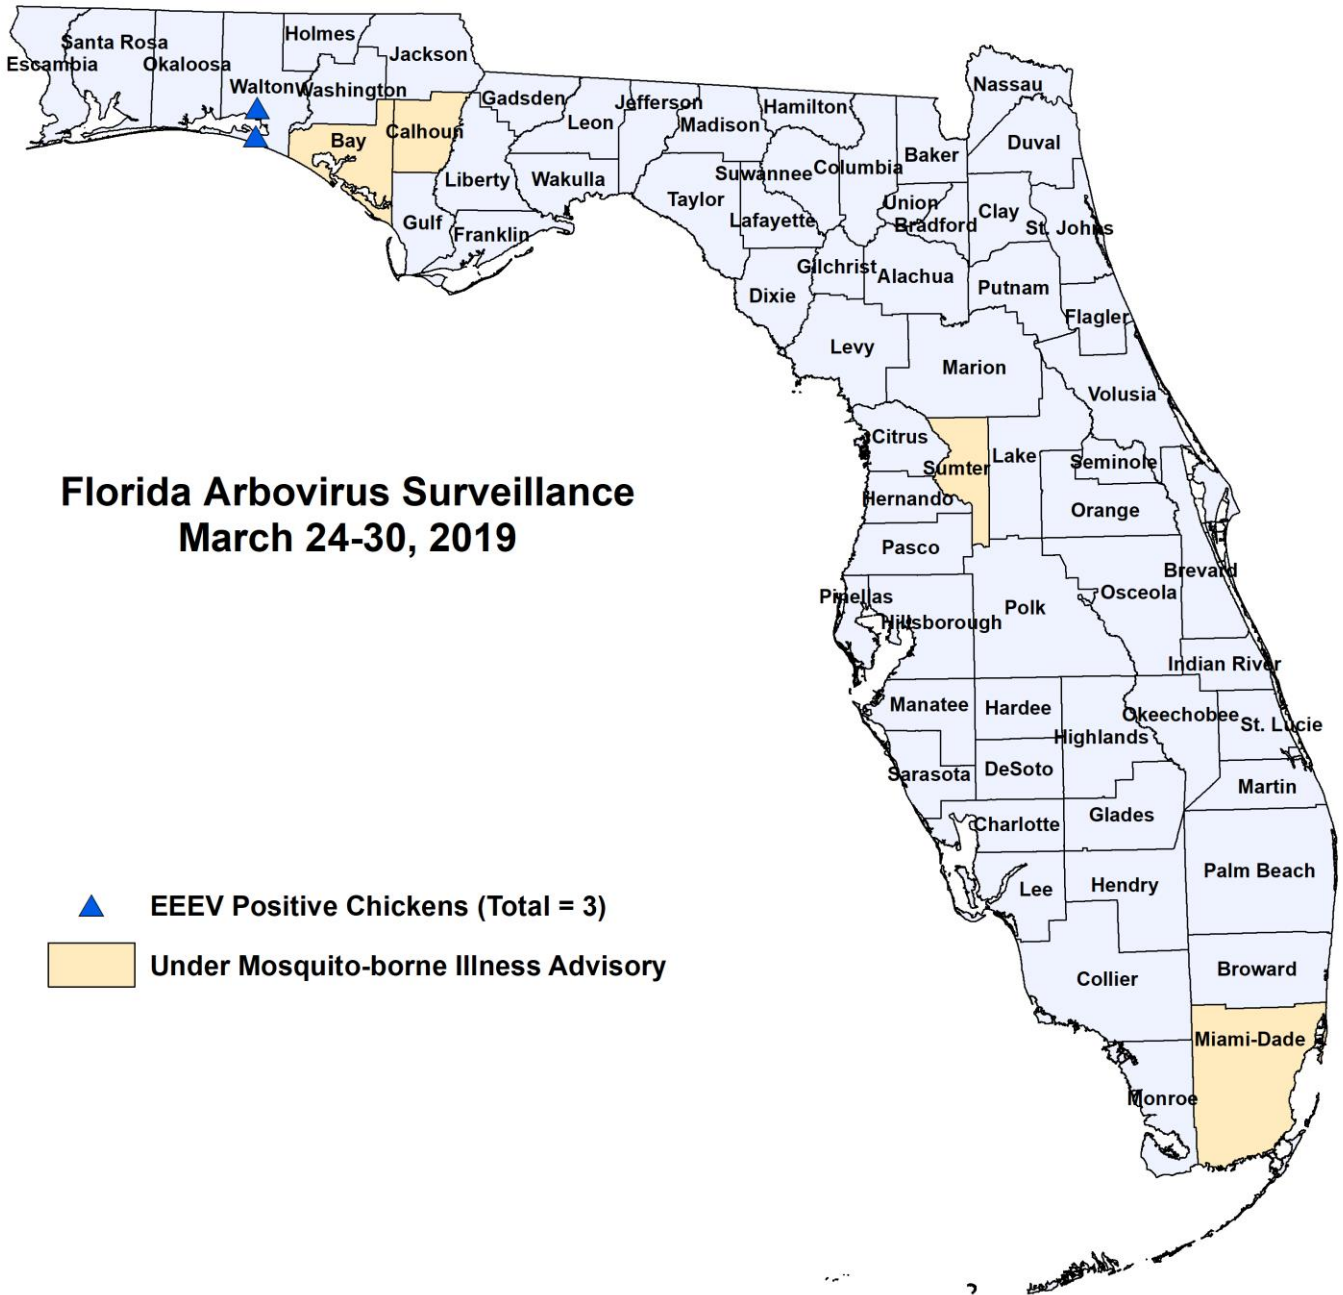 Holmes
Jackson
Santa Rosa
Escambia
Okaloosa
Walton
Washington
Gadsden
Jefferson
Hamilton
Nassau
Leon
Madison
Calhoun
Bay
Duval
Baker
Columbia
Suwannee
Liberty
Wakulla
Taylor
Union
Clay
Lafayette
Bradford
St. Johns
Gulf
Franklin
Gilchrist
Alachua
Putnam
Dixie
Flagler
Levy
Marion
Volusia
Citrus
Lake
Seminole
Sumter
Hernando
Orange
Florida Arbovirus Surveillance
March 24-30, 2019
Pasco
Brevard
Osceola
Pinellas
Polk
Hillsborough
Indian River
Manatee
Hardee
Okeechobee
St. Lucie
Highlands
Sarasota
DeSoto
Martin
Charlotte
Glades
Palm Beach
Lee
Hendry
EEEV Positive Chickens (Total = 3)
Under Mosquito-borne Illness Advisory
Broward
Collier
Miami-Dade
Monroe